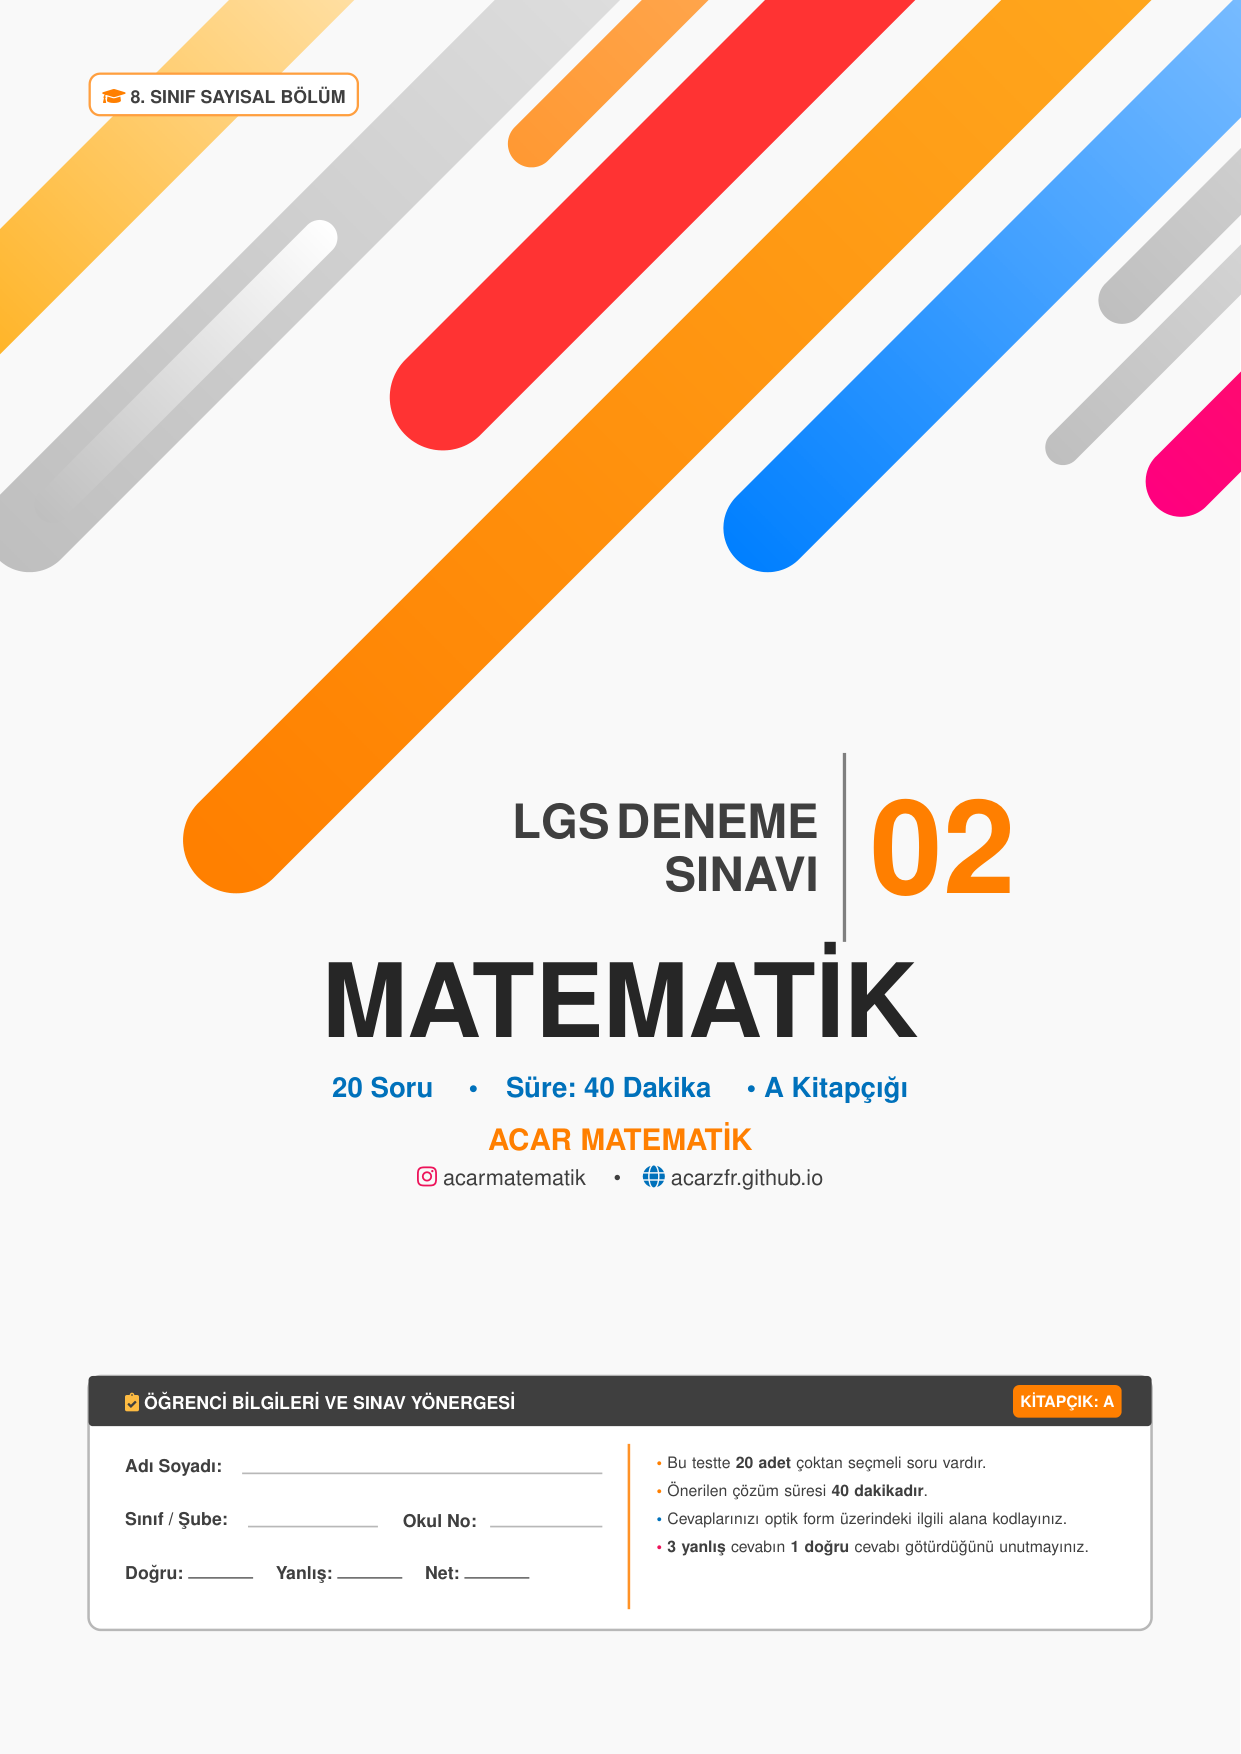 8. SINIF SAYISAL BÖLÜM
LGS DENEME
SINAVI
02
MATEMATİK
20 Soru • Süre: 40 Dakika • A Kitapçığı
ACAR MATEMATİK
acarmatematik • acarzfr.github.io
ÖĞRENCİ BİLGİLERİ VE SINAV YÖNERGESİ
KİTAPÇIK: A
Adı Soyadı:
Sınıf / Şube: Okul No:
Doğru: Yanlış: Net:
• Bu testte 20 adet çoktan seçmeli soru vardır.
• Önerilen çözüm süresi 40 dakikadır.
• Cevaplarınızı optik form üzerindeki ilgili alana kodlayınız.
• 3 yanlış cevabın 1 doğru cevabı götürdüğünü unutmayınız.